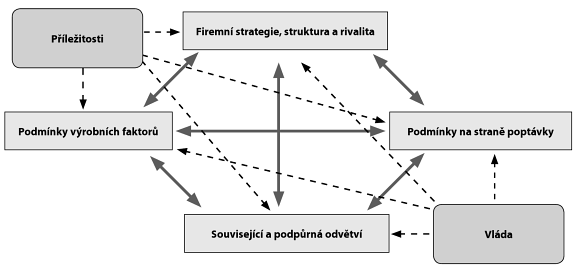 Příležitosti
Firemní strategie, struktura a rivalita
Podmínky výrobních faktorů
Podmínky na straně poptávky
Související a podpůrná odvětví
Vláda